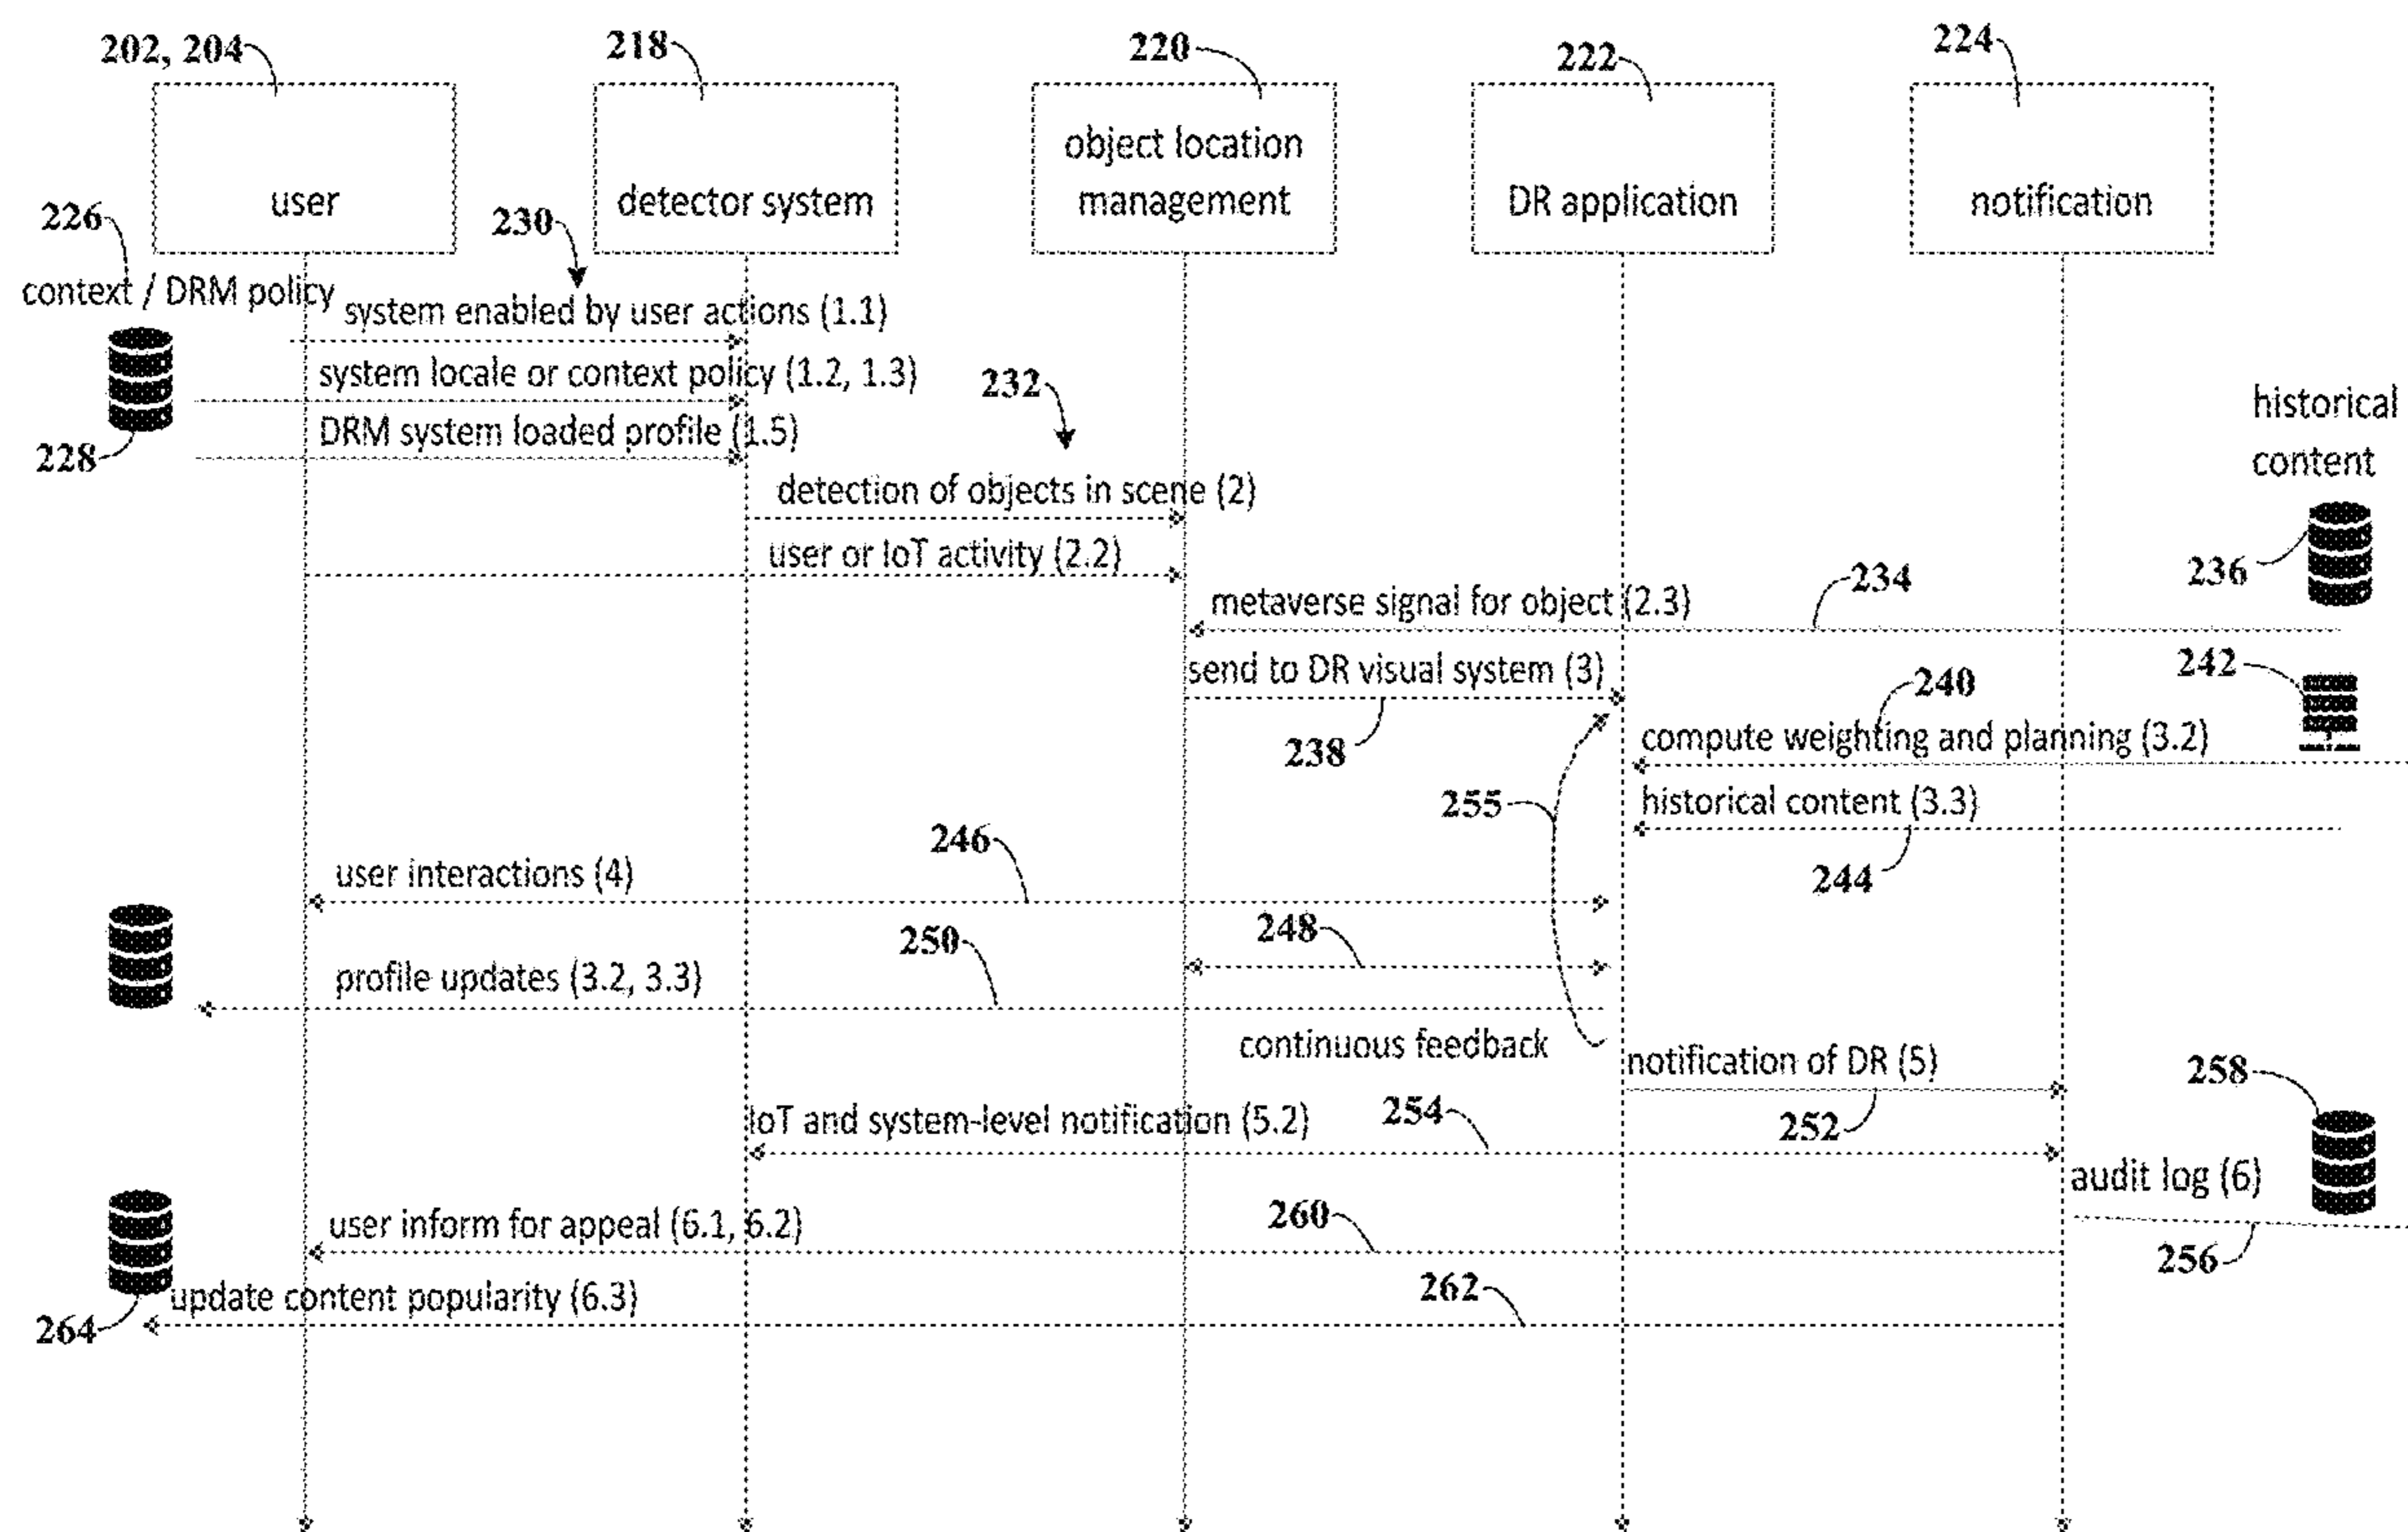 202, 204
218
220
222
224
user
detector system
object location
management
DR application
notification
226
230
context / DRM policy
system enabled by user actions (1.1)
system locale or context policy (1.2, 1.3)
232
DRM system loaded profile (1.5)
228
historical
content
detection of objects in scene (2)
user or IoT activity (2.2)
234
236
metaverse signal for object (2.3)
send to DR visual system (3)
240
242
238
compute weighting and planning (3.2)
255
historical content (3.3)
244
246
user interactions (4)
248
250
profile updates (3.2, 3.3)
continuous feedback
notification of DR (5)
258
IoT and system-level notification (5.2)
254
252
audit log (6)
user inform for appeal (6.1, 6.2)
260
256
262
update content popularity (6.3)
264